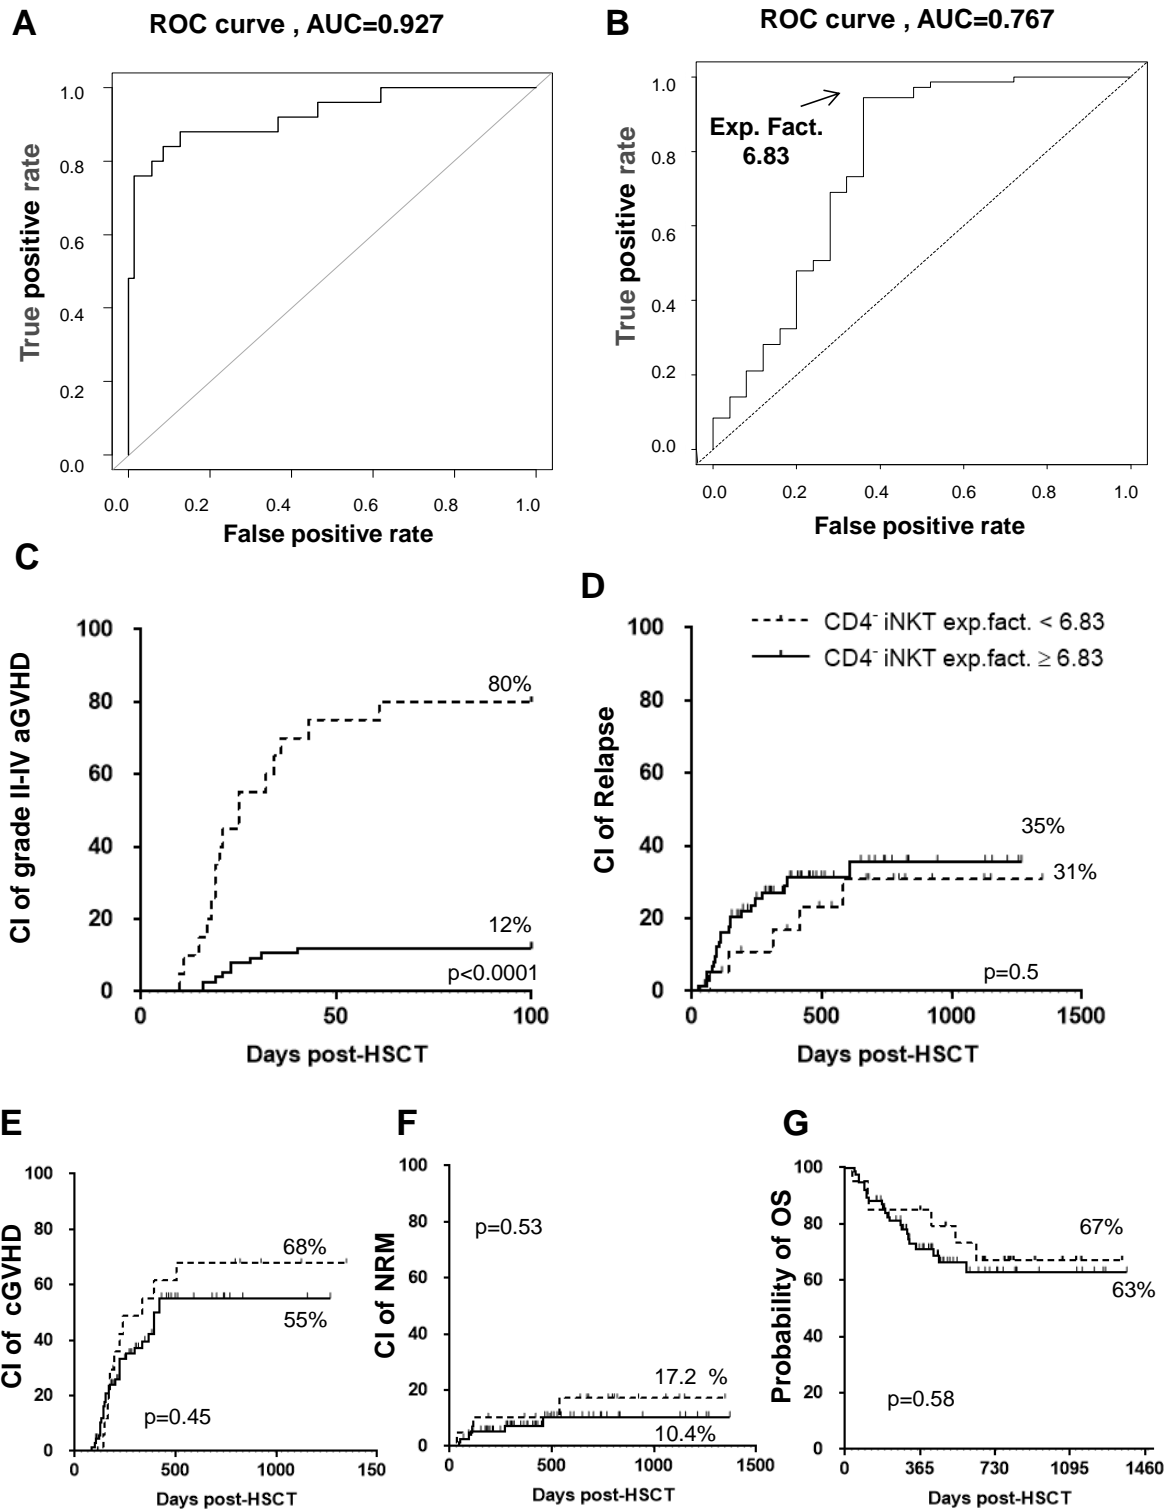 A
ROC curve , AUC=0.927
1.0
0.8
0.6
0.4
0.2
0.0
True positive rate
0.0 0.2 0.4 0.6 0.8 1.0
False positive rate
B
ROC curve , AUC=0.767
Exp. Fact.
6.83
1.0
0.8
0.6
0.4
0.2
0.0
True positive rate
0.0 0.2 0.4 0.6 0.8 1.0
False positive rate
C
CI of grade II-IV aGVHD
100
80
60
40
20
0
80%
12%
p<0.0001
0 50 100
Days post-HSCT
D
CD4⁻ iNKT exp.fact. < 6.83
CD4⁻ iNKT exp.fact. ≥ 6.83
CI of Relapse
100
80
60
40
20
0
35%
31%
p=0.5
0 500 1000 1500
Days post-HSCT
E
CI of cGVHD
100
80
60
40
20
0
68%
55%
p=0.45
0 500 1000 150
Days post-HSCT
F
CI of NRM
100
80
60
40
20
0
p=0.53
17.2 %
10.4%
0 500 1000 1500
Days post-HSCT
G
Probability of OS
100
80
60
40
20
0
67%
63%
p=0.58
0 365 730 1095 1460
Days post-HSCT